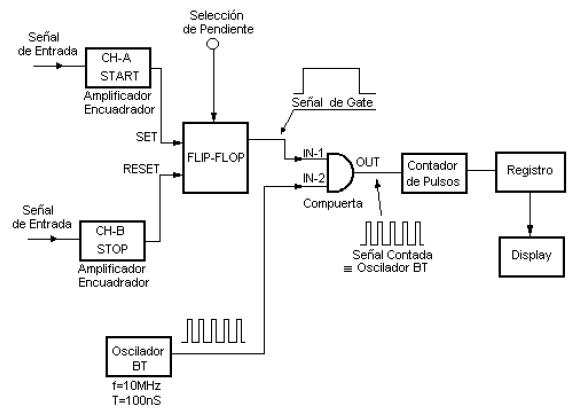 Selección
de Pendiente
Señal
de Entrada
CH-A
START
Amplificador
Encuadrador
SET
RESET
FLIP-FLOP
Señal de Gate
IN-1
IN-2
OUT
Compuerta
Contador
de Pulsos
Registro
Display
Señal Contada
≡ Oscilador BT
Señal
de Entrada
CH-B
STOP
Amplificador
Encuadrador
Oscilador
BT
f=10MHz
T=100nS